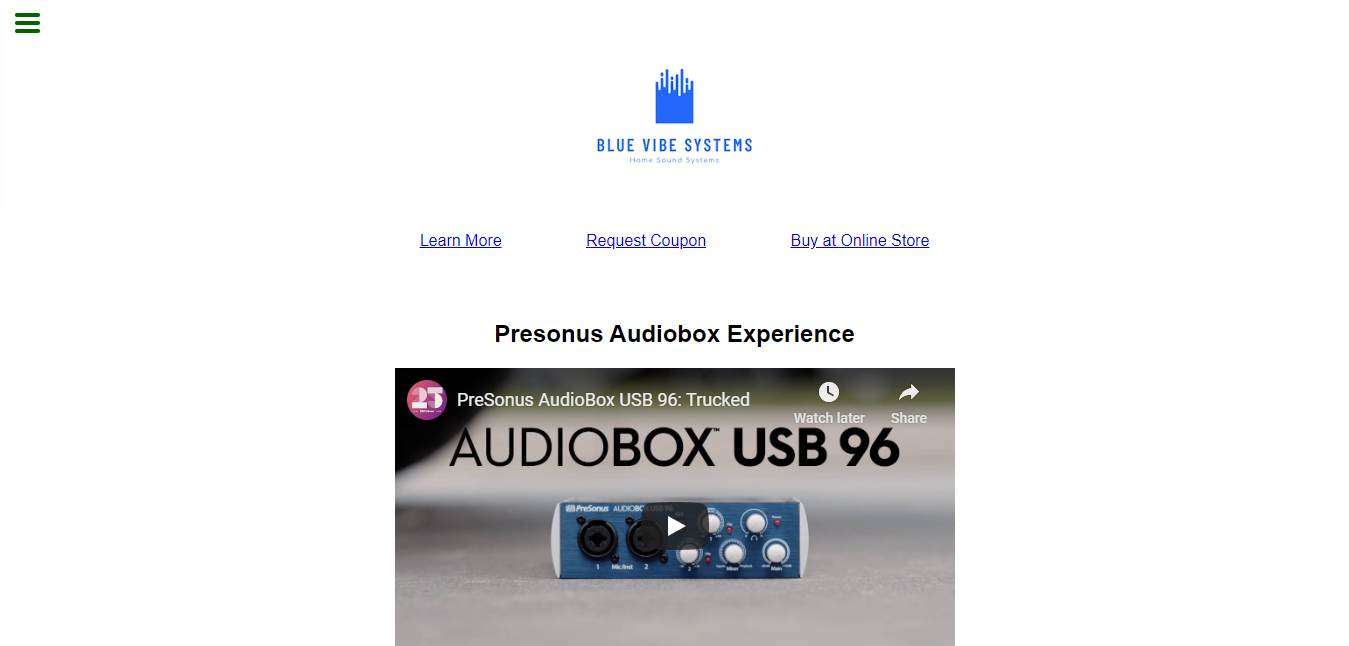 BLUE VIBE SYSTEMS
Home Sound Systems
Learn More Request Coupon Buy at Online Store
Presonus Audiobox Experience
23
PreSonus AudioBox USB 96: Trucked
Watch later Share
AUDIOBOX™ USB 96
PreSonus AUDIOBOX USB 96
1 Mic/Inst 2
Mixer Main